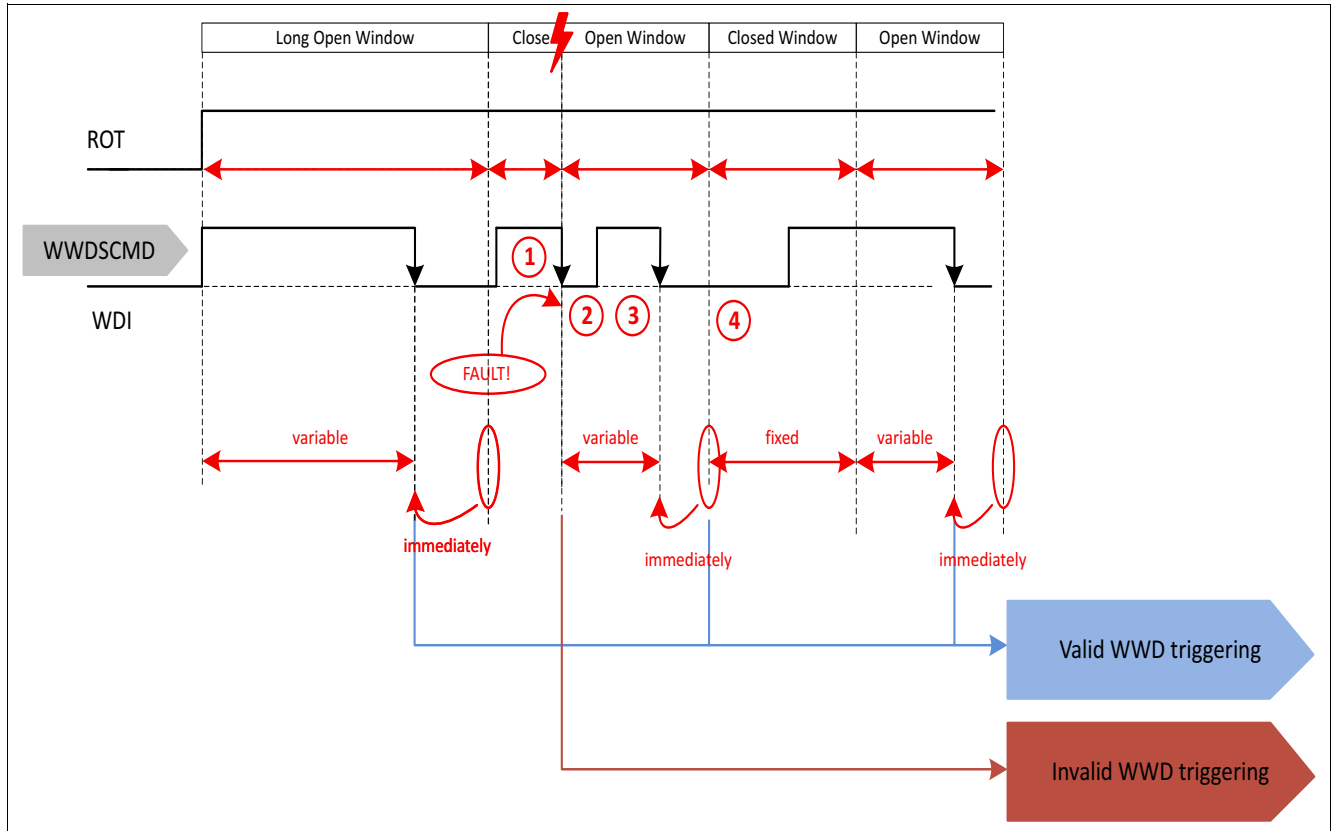 Long Open Window
Close
Open Window
Closed Window
Open Window
ROT
WWDSCMD
WDI
1
2
3
4
FAULT!
variable
variable
fixed
variable
immediately
immediately
immediately
Valid WWD triggering
Invalid WWD triggering